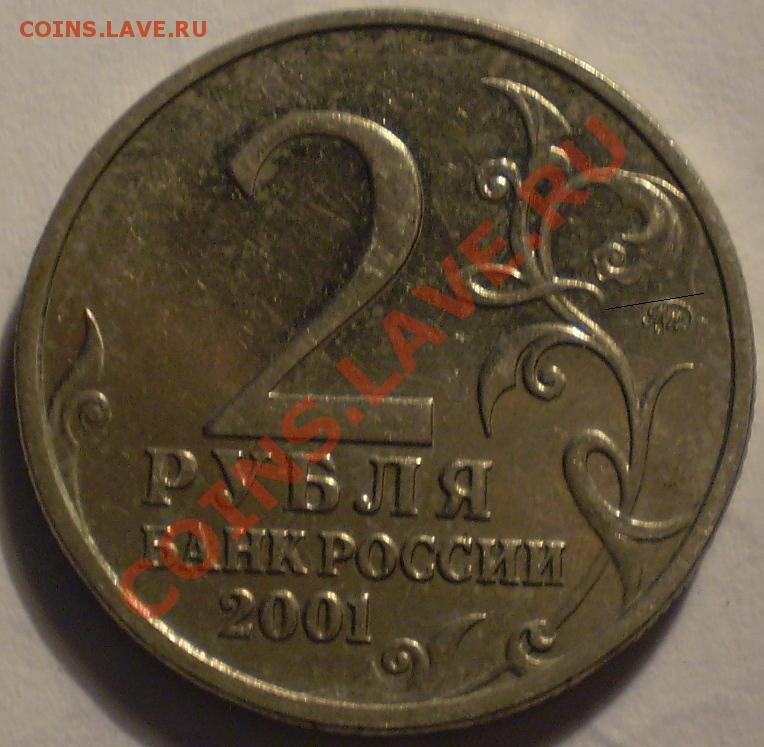 COINS.LAVE.RU
2
РУБЛЯ
БАНК РОССИИ
2001
COINS.LAVE.RU